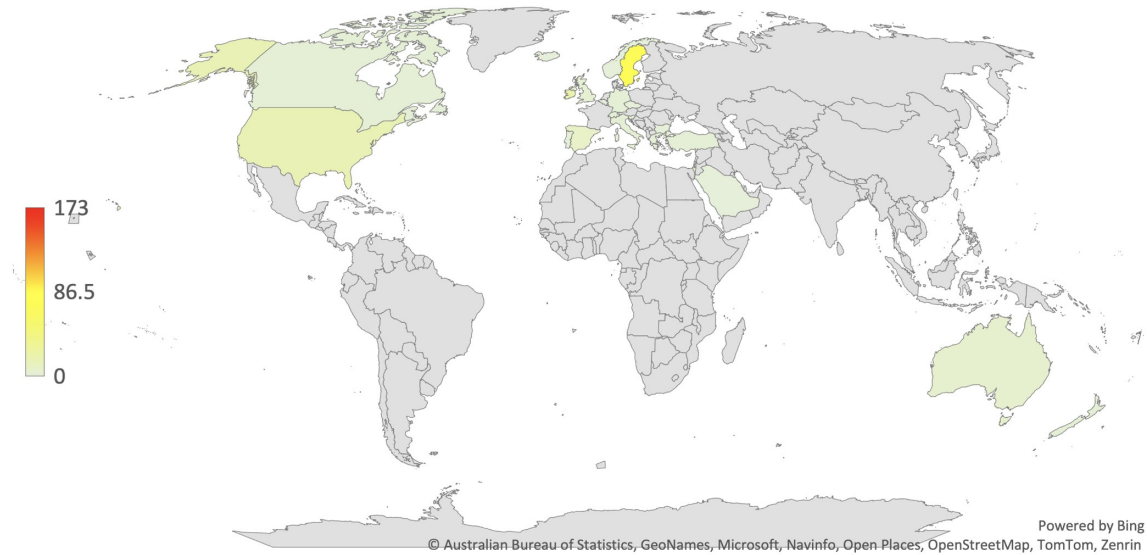 173
86.5
0
Powered by Bing
© Australian Bureau of Statistics, GeoNames, Microsoft, Navinfo, Open Places, OpenStreetMap, TomTom, Zenrin